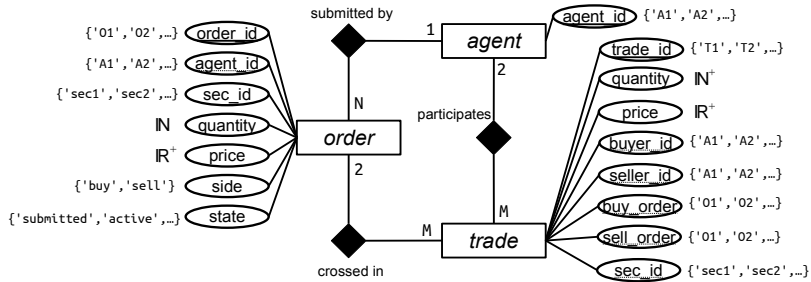 submitted by
1
agent
agent_id {'A1','A2',…}
{'O1','O2',…} order_id
{'A1','A2',…} agent_id
{'sec1','sec2',…} sec_id
ℕ quantity
ℝ⁺ price
{'buy','sell'} side
{'submitted','active',…} state
N
order
2
2
participates
M
M
trade
crossed in
trade_id {'T1','T2',…}
quantity ℕ⁺
price ℝ⁺
buyer_id {'A1','A2',…}
seller_id {'A1','A2',…}
buy_order {'O1','O2',…}
sell_order {'O1','O2',…}
sec_id {'sec1','sec2',…}